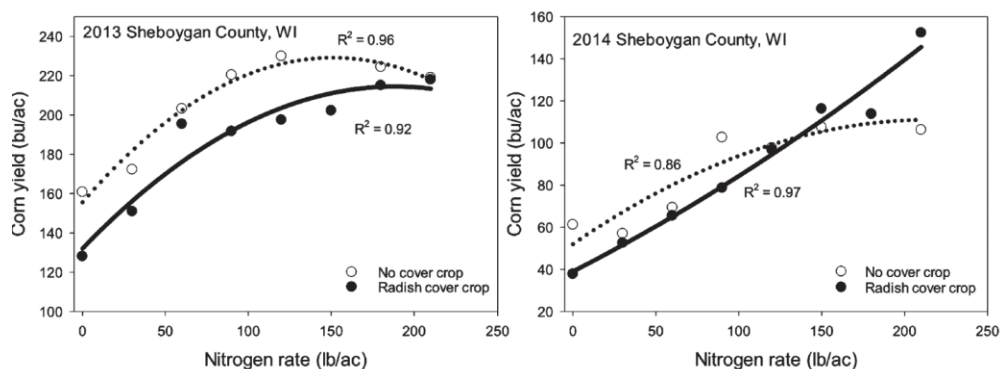 2013 Sheboygan County, WI
R² = 0.96
R² = 0.92
No cover crop
Radish cover crop
Corn yield (bu/ac)
240
220
200
180
160
140
120
100
0
50
100
150
200
250
Nitrogen rate (lb/ac)
2014 Sheboygan County, WI
R² = 0.86
R² = 0.97
No cover crop
Radish cover crop
Corn yield (bu/ac)
160
140
120
100
80
60
40
20
0
50
100
150
200
250
Nitrogen rate (lb/ac)